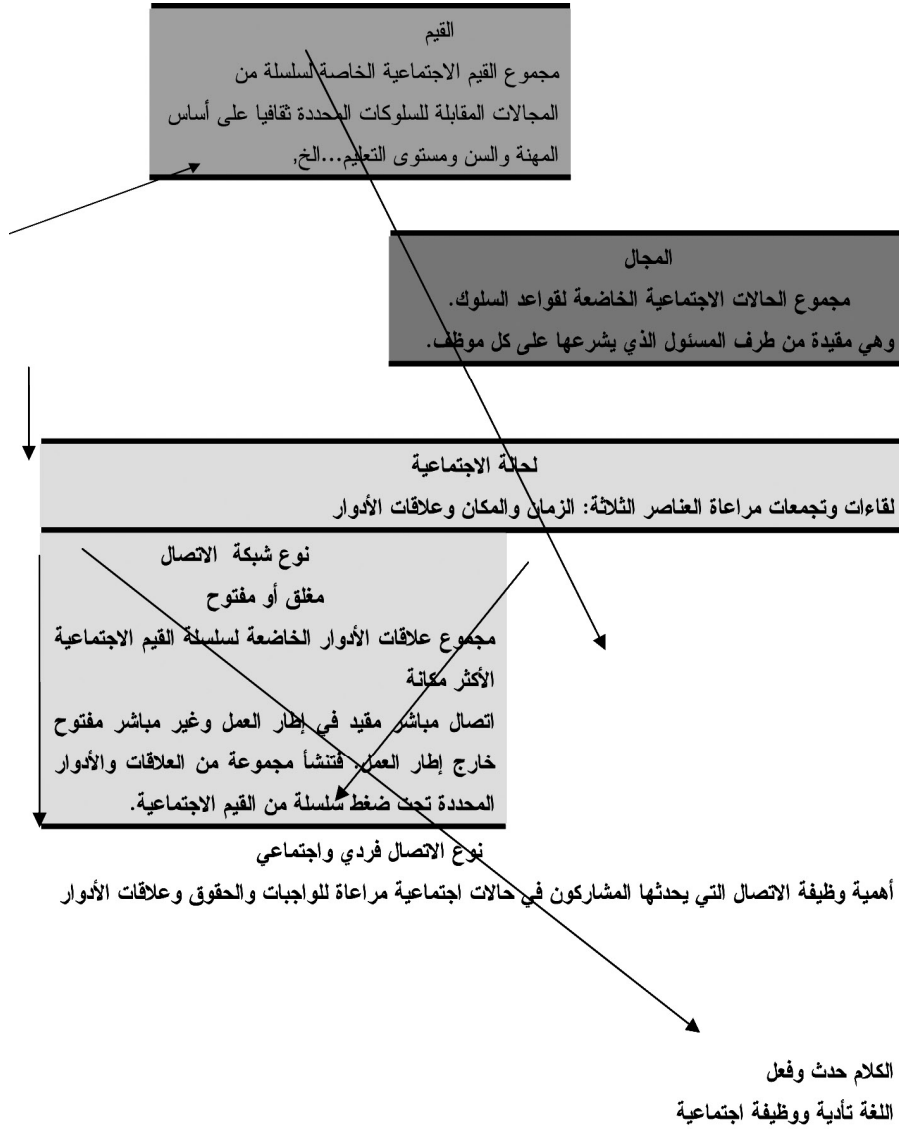 القيم
مجموع القيم الاجتماعية الخاصة لسلسلة من
المجالات المقابلة للسلوكات المحددة ثقافيا على أساس
المهنة والسن ومستوى التعليم...الخ,
المجال
مجموع الحالات الاجتماعية الخاضعة لقواعد السلوك.
وهي مقيدة من طرف المسئول الذي يشرعها على كل موظف.
لحالة الاجتماعية
لقاءات وتجمعات مراعاة العناصر الثلاثة: الزمان والمكان وعلاقات الأدوار
نوع شبكة الاتصال
مغلق أو مفتوح
مجموع علاقات الأدوار الخاضعة لسلسلة القيم الاجتماعية
الأكثر مكانة
اتصال مباشر مقيد في إطار العمل وغير مباشر مفتوح
خارج إطار العمل. فتنشأ مجموعة من العلاقات والأدوار
المحددة تحت ضغط سلسلة من القيم الاجتماعية.
نوع الاتصال فردي واجتماعي
أهمية وظيفة الاتصال التي يحدثها المشاركون في حالات اجتماعية مراعاة للواجبات والحقوق وعلاقات الأدوار
الكلام حدث وفعل
اللغة تأدية ووظيفة اجتماعية